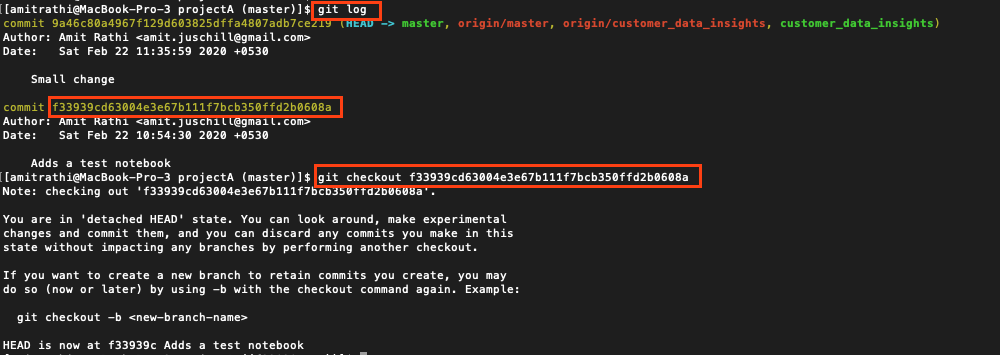 [[amitrathi@MacBook-Pro-3 projectA (master)]$ git log
commit 9a46c80a4967f129d603825dffa4807adb7ce219 (HEAD -> master, origin/master, origin/customer_data_insights, customer_data_insights)
Author: Amit Rathi <amit.juschill@gmail.com>
Date:   Sat Feb 22 11:35:59 2020 +0530
Small change
commit f33939cd63004e3e67b111f7bcb350ffd2b0608a
Author: Amit Rathi <amit.juschill@gmail.com>
Date:   Sat Feb 22 10:54:30 2020 +0530
Adds a test notebook
[[amitrathi@MacBook-Pro-3 projectA (master)]$ git checkout f33939cd63004e3e67b111f7bcb350ffd2b0608a
Note: checking out 'f33939cd63004e3e67b111f7bcb350ffd2b0608a'.
You are in 'detached HEAD' state. You can look around, make experimental
changes and commit them, and you can discard any commits you make in this
state without impacting any branches by performing another checkout.
If you want to create a new branch to retain commits you create, you may
do so (now or later) by using -b with the checkout command again. Example:
git checkout -b <new-branch-name>
HEAD is now at f33939c Adds a test notebook